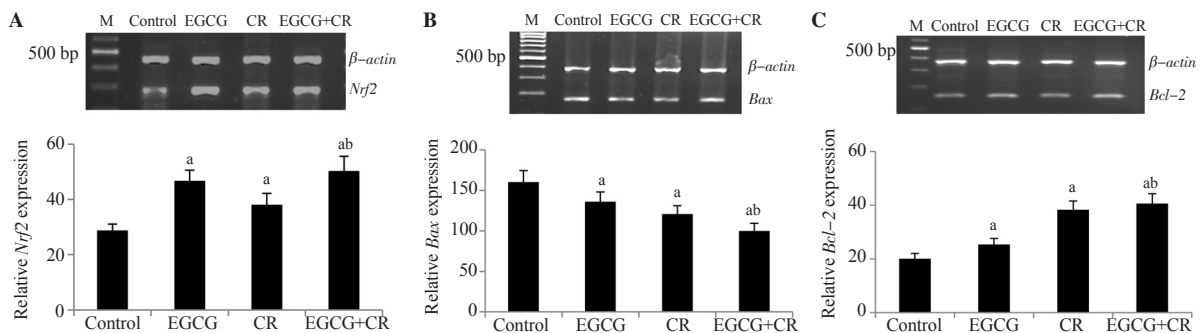 A
M Control EGCG CR EGCG+CR
500 bp
β-actin
Nrf2
Relative Nrf2 expression
60
40
20
0
a
a
ab
Control EGCG CR EGCG+CR
B
M Control EGCG CR EGCG+CR
500 bp
β-actin
Bax
Relative Bax expression
150
100
50
200
a
a
ab
Control EGCG CR EGCG+CR
C
M Control EGCG CR EGCG+CR
500 bp
β-actin
Bcl-2
Relative Bcl-2 expression
60
40
20
0
a
a
ab
Control EGCG CR EGCG+CR